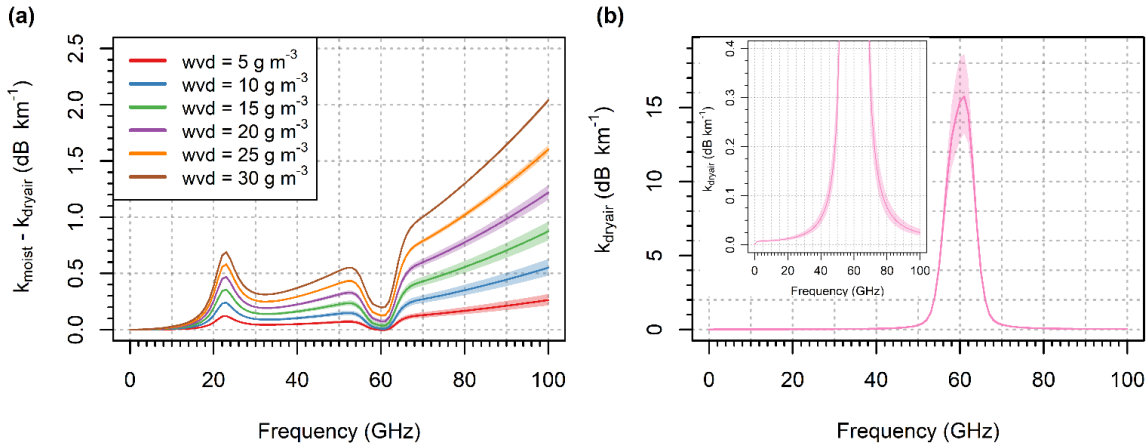 (a)
k_moist - k_dryair (dB km⁻¹)
2.5
2.0
1.5
1.0
0.5
0.0
wvd = 5 g m⁻³
wvd = 10 g m⁻³
wvd = 15 g m⁻³
wvd = 20 g m⁻³
wvd = 25 g m⁻³
wvd = 30 g m⁻³
0 20 40 60 80 100
Frequency (GHz)
(b)
k_dryair (dB km⁻¹)
15
10
5
0
k_dryair (dB km⁻¹)
0.4
0.3
0.2
0.1
0.0
0 20 40 60 80 100
Frequency (GHz)
0 20 40 60 80 100
Frequency (GHz)